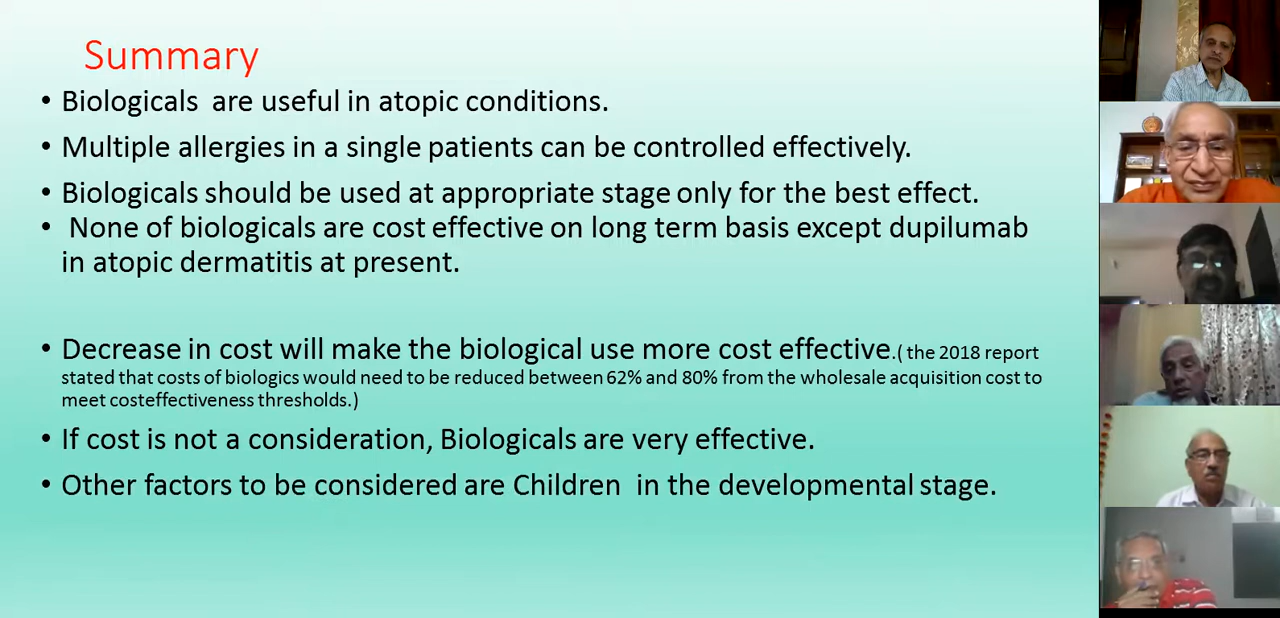 Summary
• Biologicals are useful in atopic conditions.
• Multiple allergies in a single patients can be controlled effectively.
• Biologicals should be used at appropriate stage only for the best effect.
• None of biologicals are cost effective on long term basis except dupilumab
in atopic dermatitis at present.
• Decrease in cost will make the biological use more cost effective.( the 2018 report
stated that costs of biologics would need to be reduced between 62% and 80% from the wholesale acquisition cost to
meet costeffectiveness thresholds.)
• If cost is not a consideration, Biologicals are very effective.
• Other factors to be considered are Children in the developmental stage.